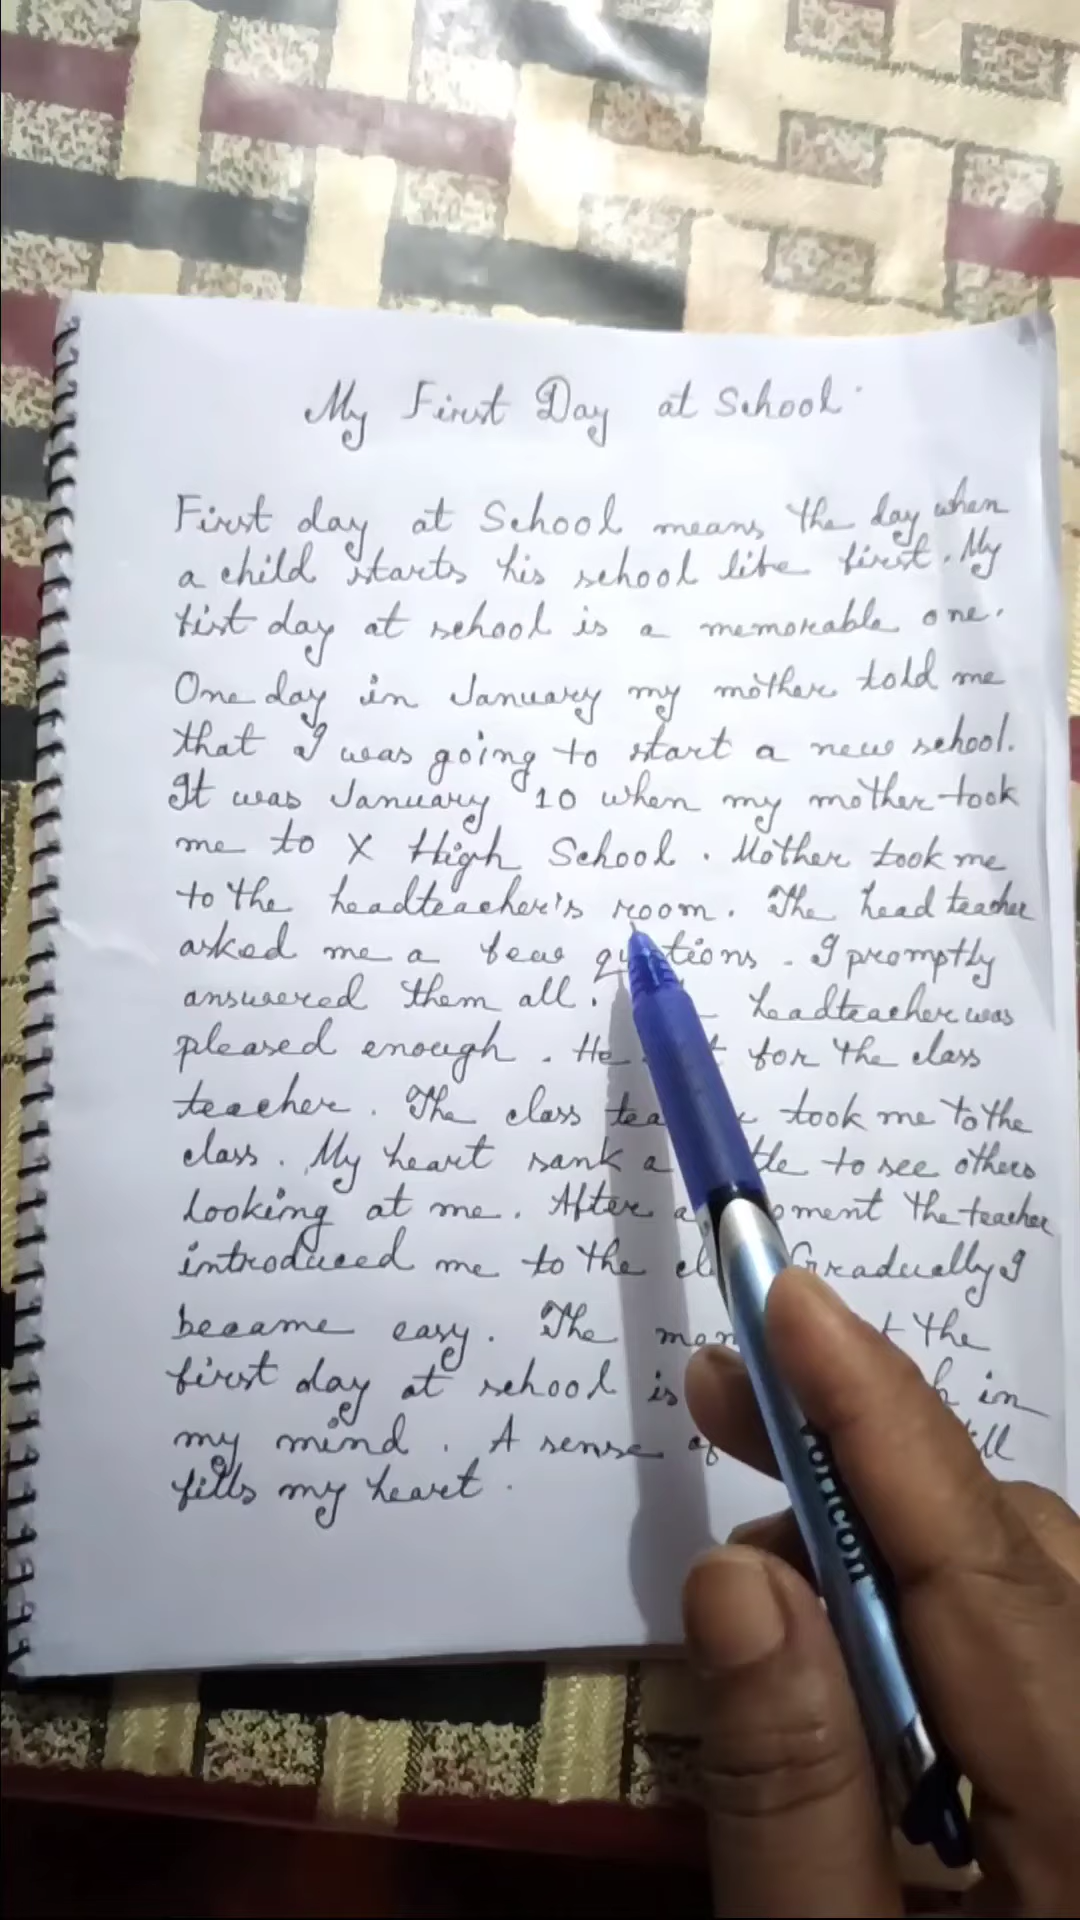 My First Day at School.
First day at School means the day when
a child starts his school life first. My
fist day at school is a memorable one.
One day in January my mother told me
that I was going to start a new school.
It was January 10 when my mother took
me to X High School. Mother took me
to the headteacher's room. The head teacher
asked me a few . I promptly
answered them all. headteacher was
pleased enough. He for the class
teacher. The class took me to the
class. My heart sank a to see others
looking at me. After a the teacher
introduced me to the Gradually I
became easy. The the
first day at school is in
my mind. A sense of
fills my heart.